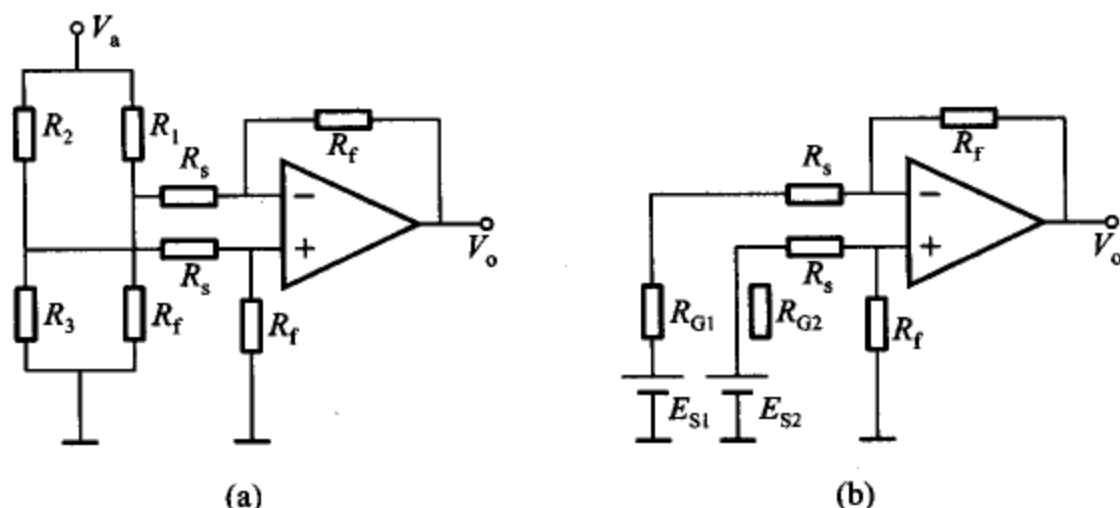 Va
R2
R1
Rs
Rf
−
+
Vo
Rs
R3
Rf
Rf
(a)
Rf
Rs
−
+
Vo
Rs
RG1
RG2
Rf
ES1
ES2
(b)